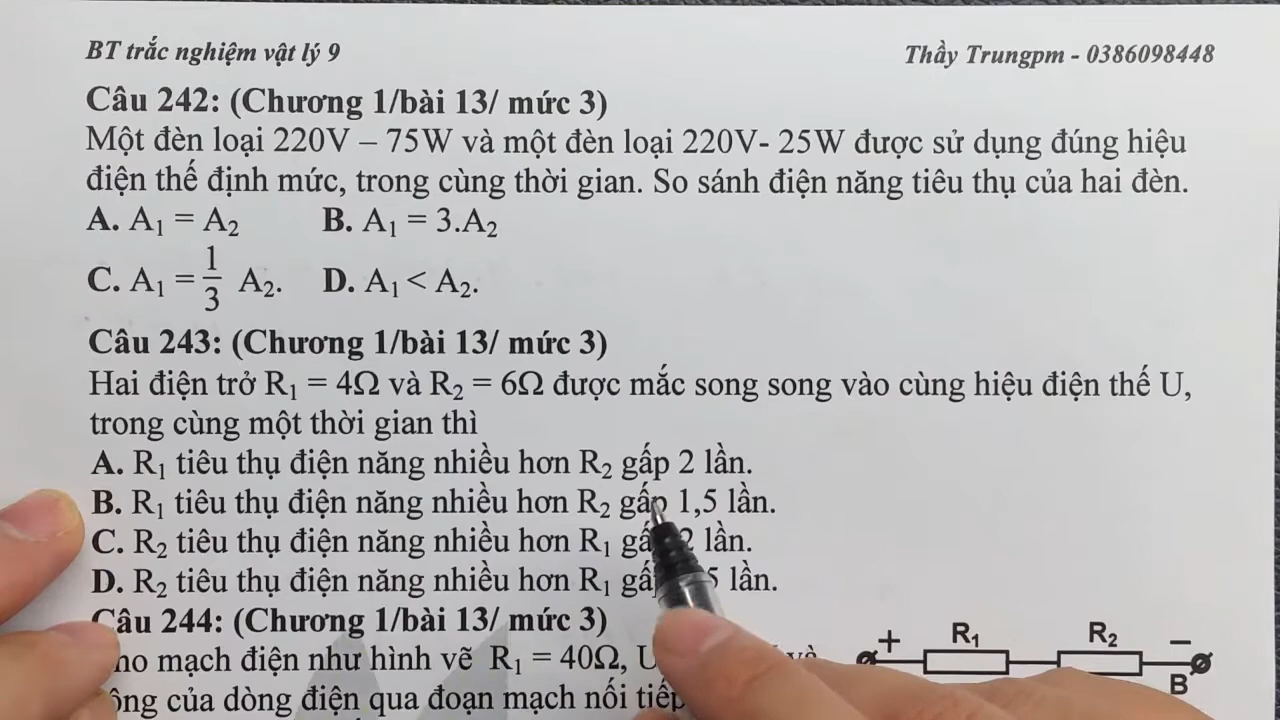 BT trắc nghiệm vật lý 9
Thầy Trungpm - 0386098448
Câu 242: (Chương 1/bài 13/ mức 3)
Một đèn loại 220V – 75W và một đèn loại 220V- 25W được sử dụng đúng hiệu
điện thế định mức, trong cùng thời gian. So sánh điện năng tiêu thụ của hai đèn.
A. A₁ = A₂ B. A₁ = 3.A₂
C. A₁ = 1/3 A₂. D. A₁ < A₂.
Câu 243: (Chương 1/bài 13/ mức 3)
Hai điện trở R₁ = 4Ω và R₂ = 6Ω được mắc song song vào cùng hiệu điện thế U,
trong cùng một thời gian thì
A. R₁ tiêu thụ điện năng nhiều hơn R₂ gấp 2 lần.
B. R₁ tiêu thụ điện năng nhiều hơn R₂ gấp 1,5 lần.
C. R₂ tiêu thụ điện năng nhiều hơn R₁ 2 lần.
D. R₂ tiêu thụ điện năng nhiều hơn R₁ lần.
Câu 244: (Chương 1/bài 13/ mức 3)
mạch điện như hình vẽ R₁ = 40Ω,
của dòng điện qua đoạn mạch nối
+ R₁ R₂ –
B